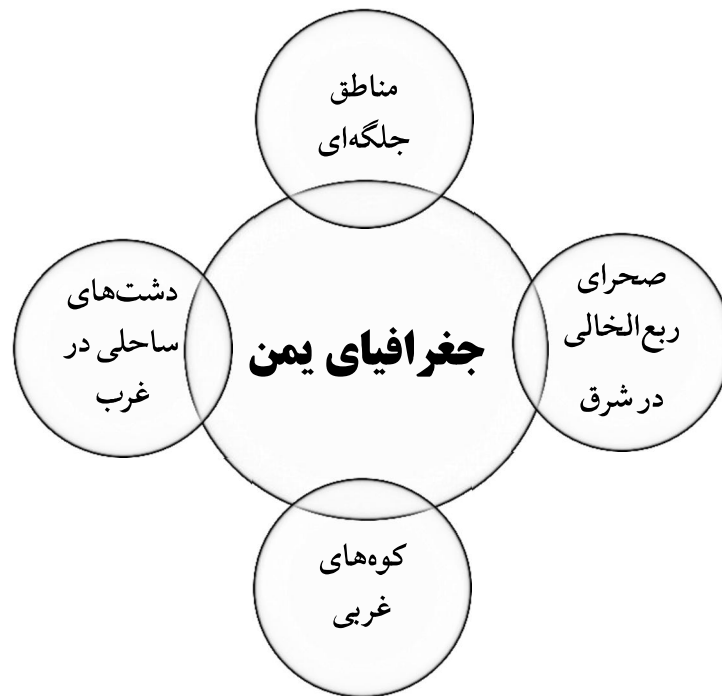 مناطق
جلگه‌ای
صحرای
ربع‌الخالی
در شرق
جغرافیای یمن
دشت‌های
ساحلی در
غرب
کوه‌های
غربی